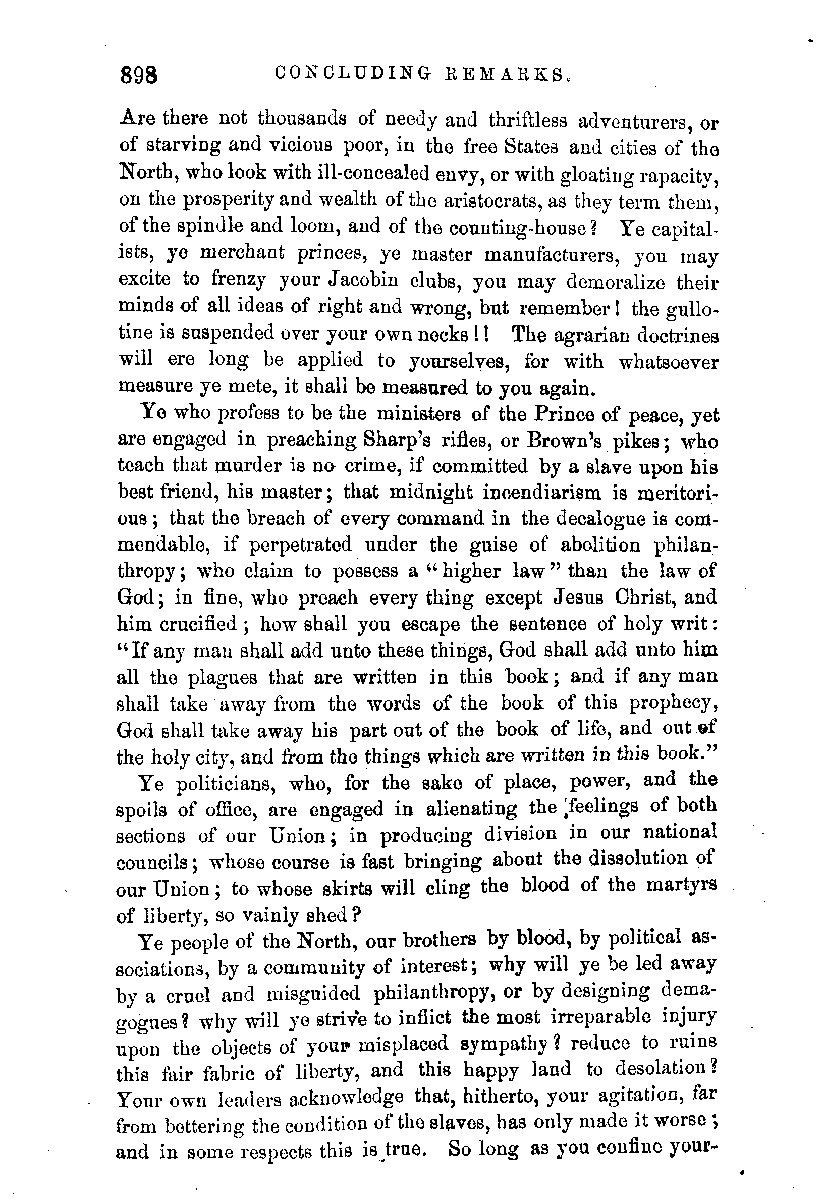 898 CONCLUDING REMARKS.
Are there not thousands of needy and thriftless adventurers, or
of starving and vicious poor, in the free States and cities of the
North, who look with ill-concealed envy, or with gloating rapacity,
on the prosperity and wealth of the aristocrats, as they term them,
of the spindle and loom, and of the counting-house? Ye capital-
ists, ye merchant princes, ye master manufacturers, you may
excite to frenzy your Jacobin clubs, you may demoralize their
minds of all ideas of right and wrong, but remember! the gullo-
tine is suspended over your own necks!! The agrarian doctrines
will ere long be applied to yourselves, for with whatsoever
measure ye mete, it shall be measured to you again.
Ye who profess to be the ministers of the Prince of peace, yet
are engaged in preaching Sharp's rifles, or Brown's pikes; who
teach that murder is no crime, if committed by a slave upon his
best friend, his master; that midnight incendiarism is meritori-
ous; that the breach of every command in the decalogue is com-
mendable, if perpetrated under the guise of abolition philan-
thropy; who claim to possess a "higher law" than the law of
God; in fine, who preach every thing except Jesus Christ, and
him crucified; how shall you escape the sentence of holy writ:
"If any man shall add unto these things, God shall add unto him
all the plagues that are written in this book; and if any man
shall take away from the words of the book of this prophecy,
God shall take away his part out of the book of life, and out of
the holy city, and from the things which are written in this book."
Ye politicians, who, for the sake of place, power, and the
spoils of office, are engaged in alienating the feelings of both
sections of our Union; in producing division in our national
councils; whose course is fast bringing about the dissolution of
our Union; to whose skirts will cling the blood of the martyrs
of liberty, so vainly shed?
Ye people of the North, our brothers by blood, by political as-
sociations, by a community of interest; why will ye be led away
by a cruel and misguided philanthropy, or by designing dema-
gogues? why will ye strive to inflict the most irreparable injury
upon the objects of your misplaced sympathy? reduce to ruins
this fair fabric of liberty, and this happy land to desolation?
Your own leaders acknowledge that, hitherto, your agitation, far
from bettering the condition of the slaves, has only made it worse;
and in some respects this is true. So long as you confine your-